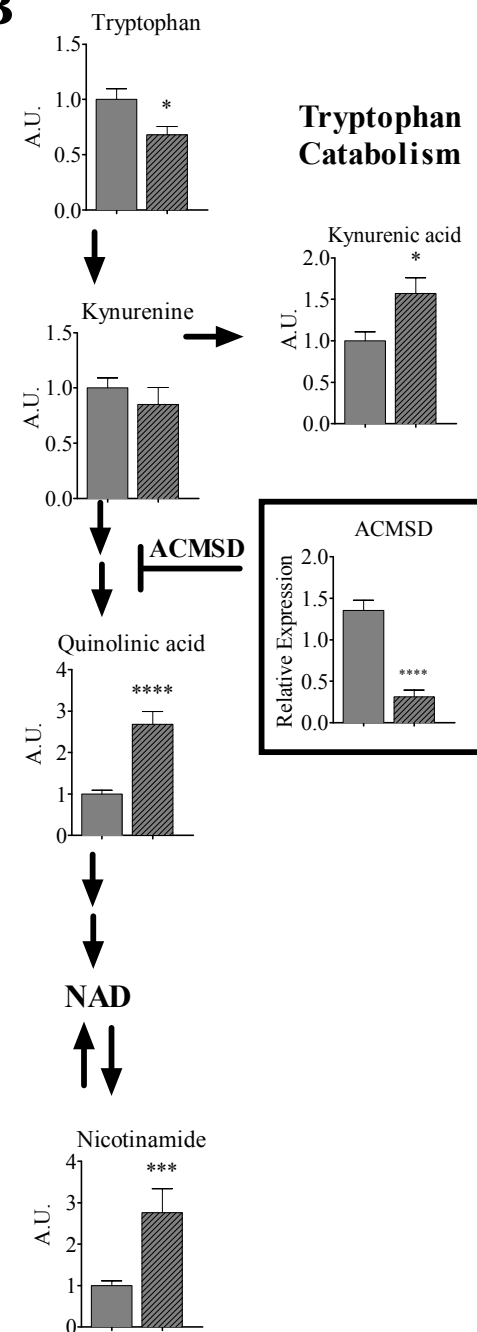 B
Tryptophan
A.U.
1.5
1.0
0.5
0.0
*
Tryptophan
Catabolism
Kynurenic acid
A.U.
2.0
1.5
1.0
0.5
0.0
*
Kynurenine
A.U.
1.5
1.0
0.5
0.0
ACMSD
ACMSD
Relative Expression
2.0
1.5
1.0
0.5
0.0
****
Quinolinic acid
A.U.
4
3
2
1
0
****
NAD
Nicotinamide
A.U.
4
3
2
1
0
***